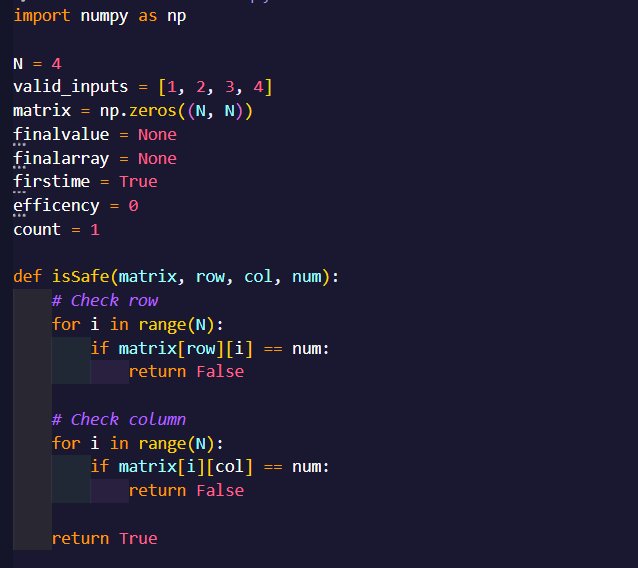 import numpy as np
N = 4
valid_inputs = [1, 2, 3, 4]
matrix = np.zeros((N, N))
finalvalue = None
finalarray = None
firstime = True
efficency = 0
count = 1
def isSafe(matrix, row, col, num):
    # Check row
    for i in range(N):
        if matrix[row][i] == num:
            return False
    # Check column
    for i in range(N):
        if matrix[i][col] == num:
            return False
    return True